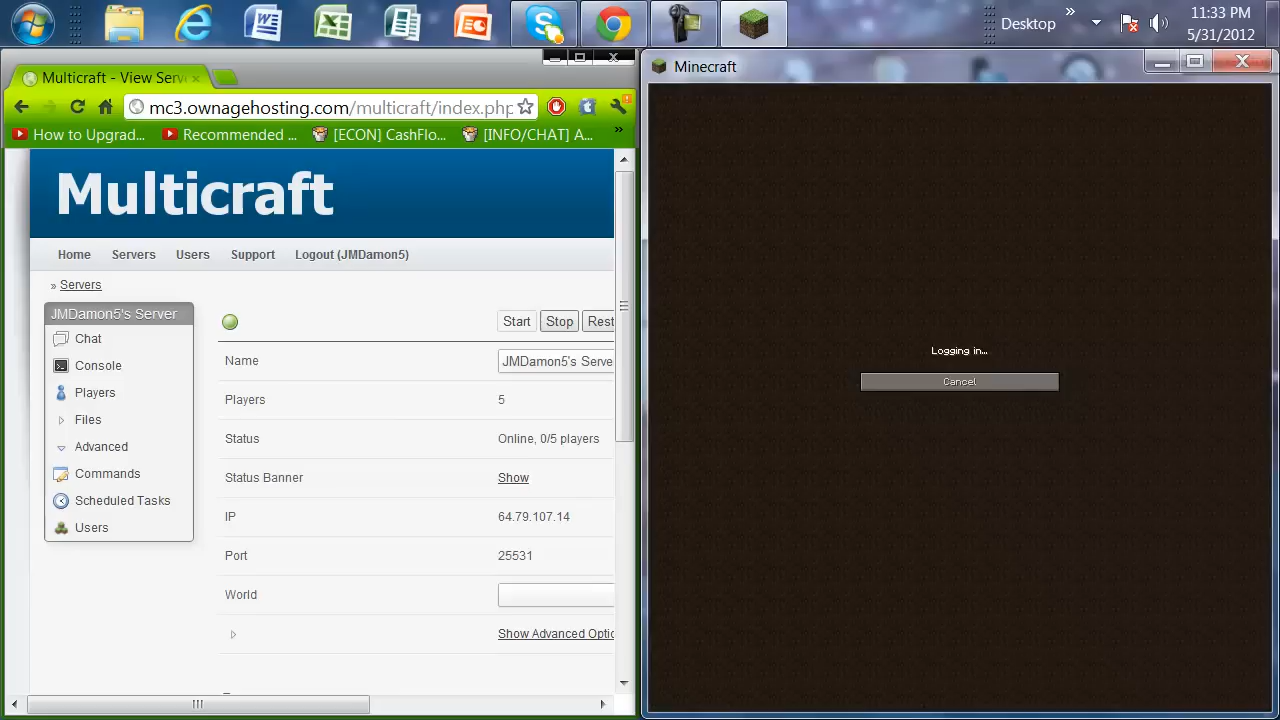 Desktop
»
11:33 PM
5/31/2012
Multicraft - View Serv
mc3.ownagehosting.com/multicraft/index.php
How to Upgrad...
Recommended ...
[ECON] CashFlo...
[INFO/CHAT] A...
»
Multicraft
Home
Servers
Users
Support
Logout (JMDamon5)
» Servers
JMDamon5's Server
Chat
Console
Players
Files
Advanced
Commands
Scheduled Tasks
Users
Start
Stop
Rest
Name
JMDamon5's Serve
Players
5
Status
Online, 0/5 players
Status Banner
Show
IP
64.79.107.14
Port
25531
World
Show Advanced Optio
Minecraft
Logging in...
Cancel